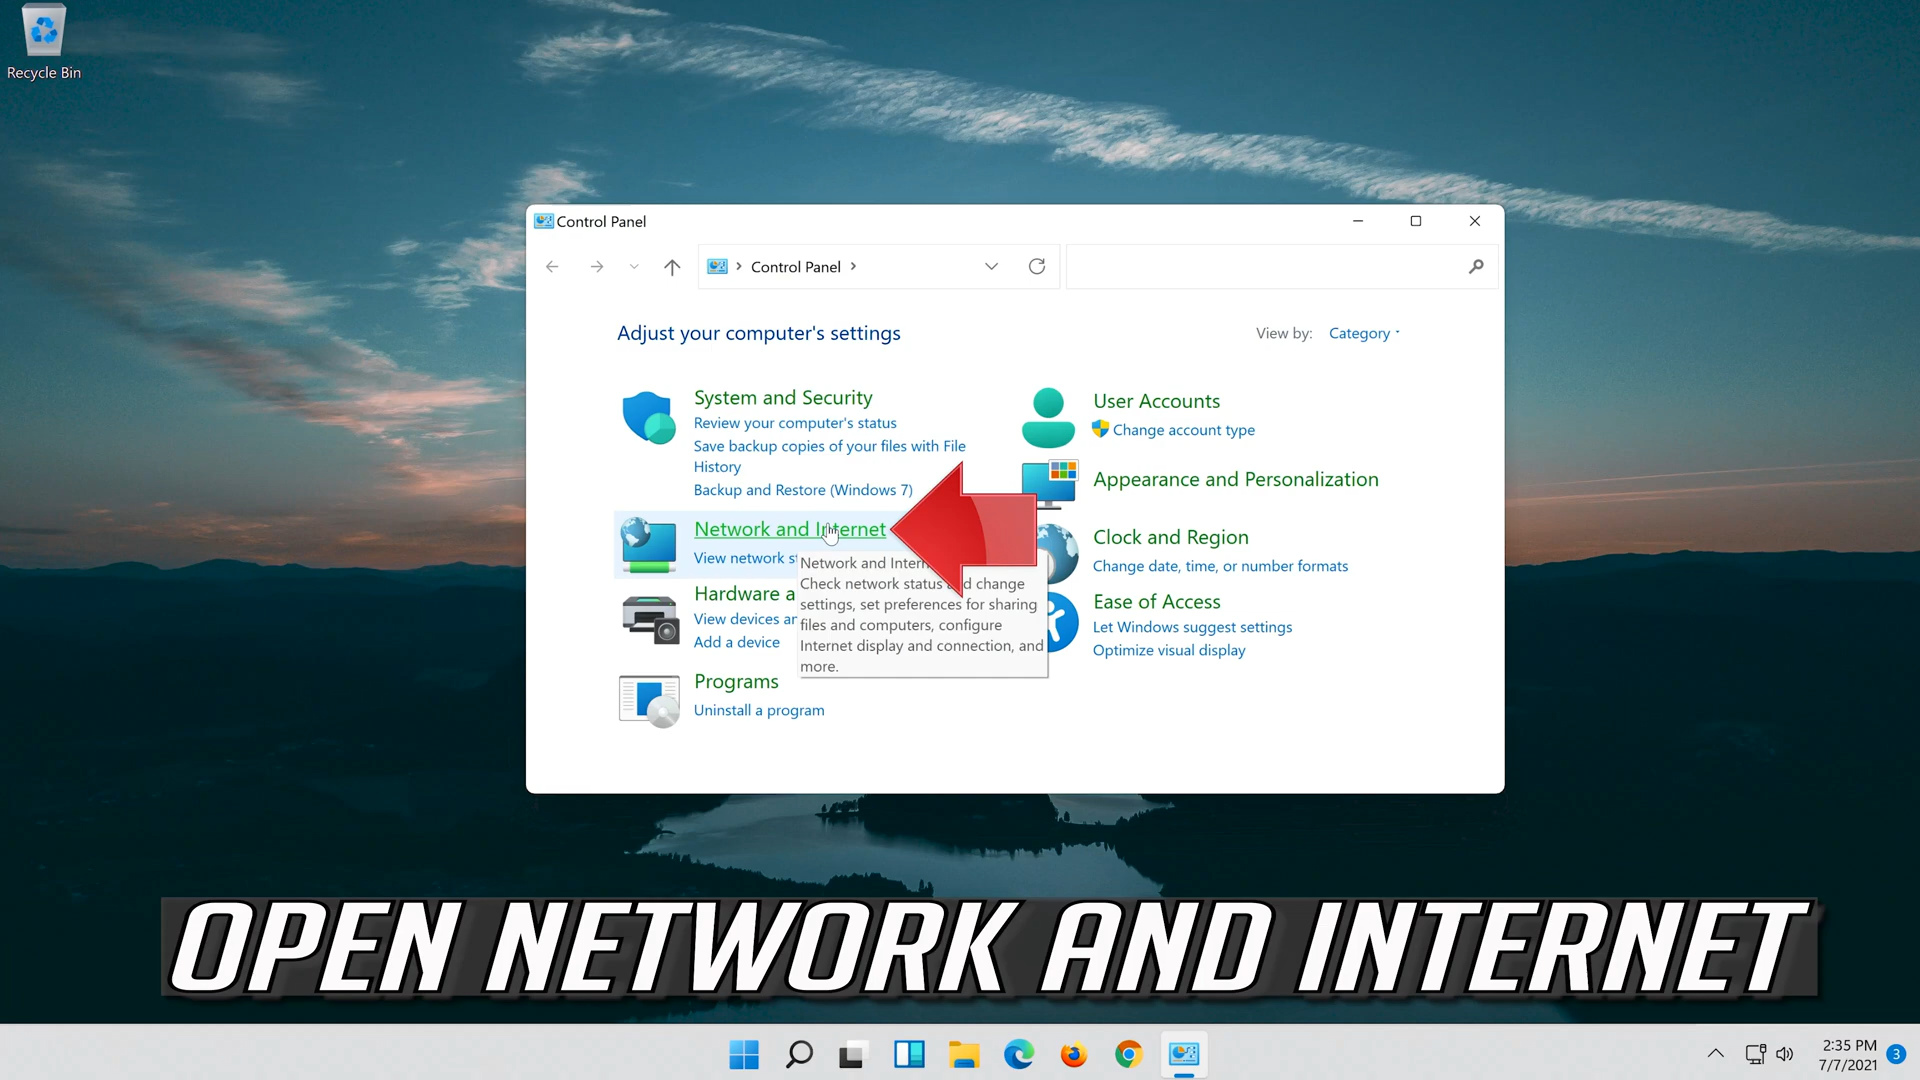 Recycle Bin
Control Panel
Control Panel
Adjust your computer's settings
View by: Category
System and Security
Review your computer's status
Save backup copies of your files with File
History
Backup and Restore (Windows 7)
Network and Internet
View network
Network and
Check network status and change
settings, set preferences for sharing
files and computers, configure
Internet display and connection, and
more.
Hardware
View devices
Add a device
Programs
Uninstall a program
User Accounts
Change account type
Appearance and Personalization
Clock and Region
Change date, time, or number formats
Ease of Access
Let Windows suggest settings
Optimize visual display
OPEN NETWORK AND INTERNET
2:35 PM
7/7/2021
3